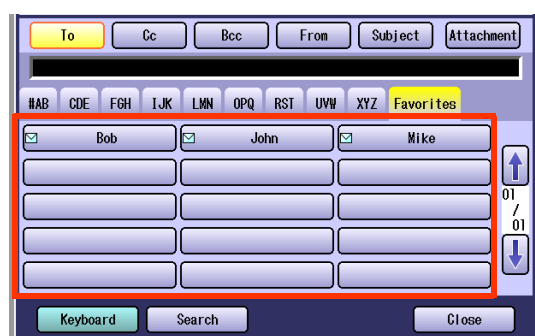 To Cc Bcc From Subject Attachment
#AB CDE FGH IJK LMN OPQ RST UVW XYZ Favorites
Bob John Mike
01
/
01
Keyboard Search Close